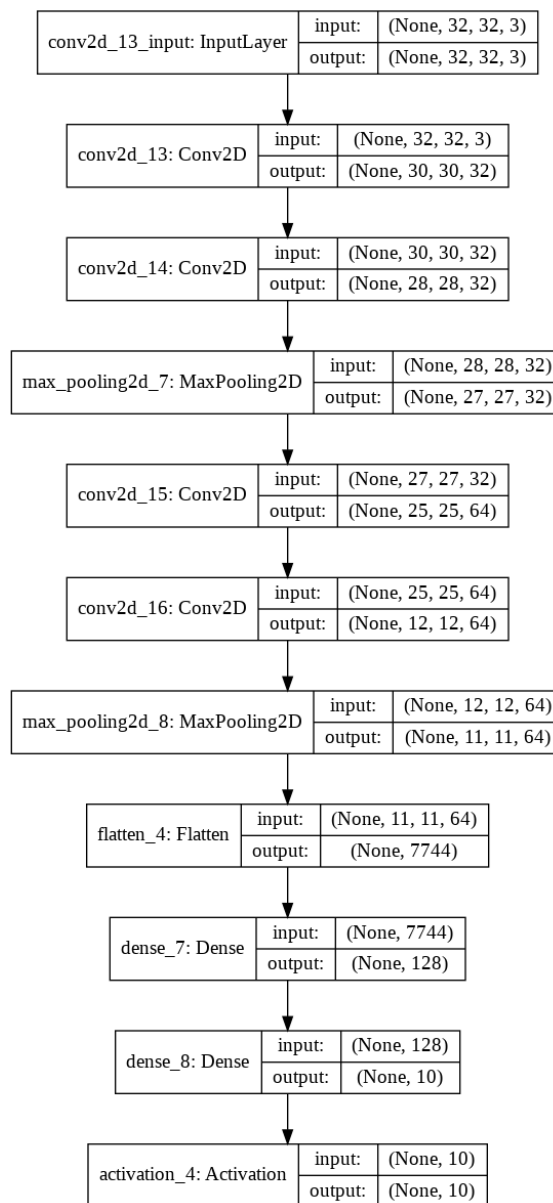 conv2d_13_input: InputLayer
input: (None, 32, 32, 3)
output: (None, 32, 32, 3)
conv2d_13: Conv2D
input: (None, 32, 32, 3)
output: (None, 30, 30, 32)
conv2d_14: Conv2D
input: (None, 30, 30, 32)
output: (None, 28, 28, 32)
max_pooling2d_7: MaxPooling2D
input: (None, 28, 28, 32)
output: (None, 27, 27, 32)
conv2d_15: Conv2D
input: (None, 27, 27, 32)
output: (None, 25, 25, 64)
conv2d_16: Conv2D
input: (None, 25, 25, 64)
output: (None, 12, 12, 64)
max_pooling2d_8: MaxPooling2D
input: (None, 12, 12, 64)
output: (None, 11, 11, 64)
flatten_4: Flatten
input: (None, 11, 11, 64)
output: (None, 7744)
dense_7: Dense
input: (None, 7744)
output: (None, 128)
dense_8: Dense
input: (None, 128)
output: (None, 10)
activation_4: Activation
input: (None, 10)
output: (None, 10)